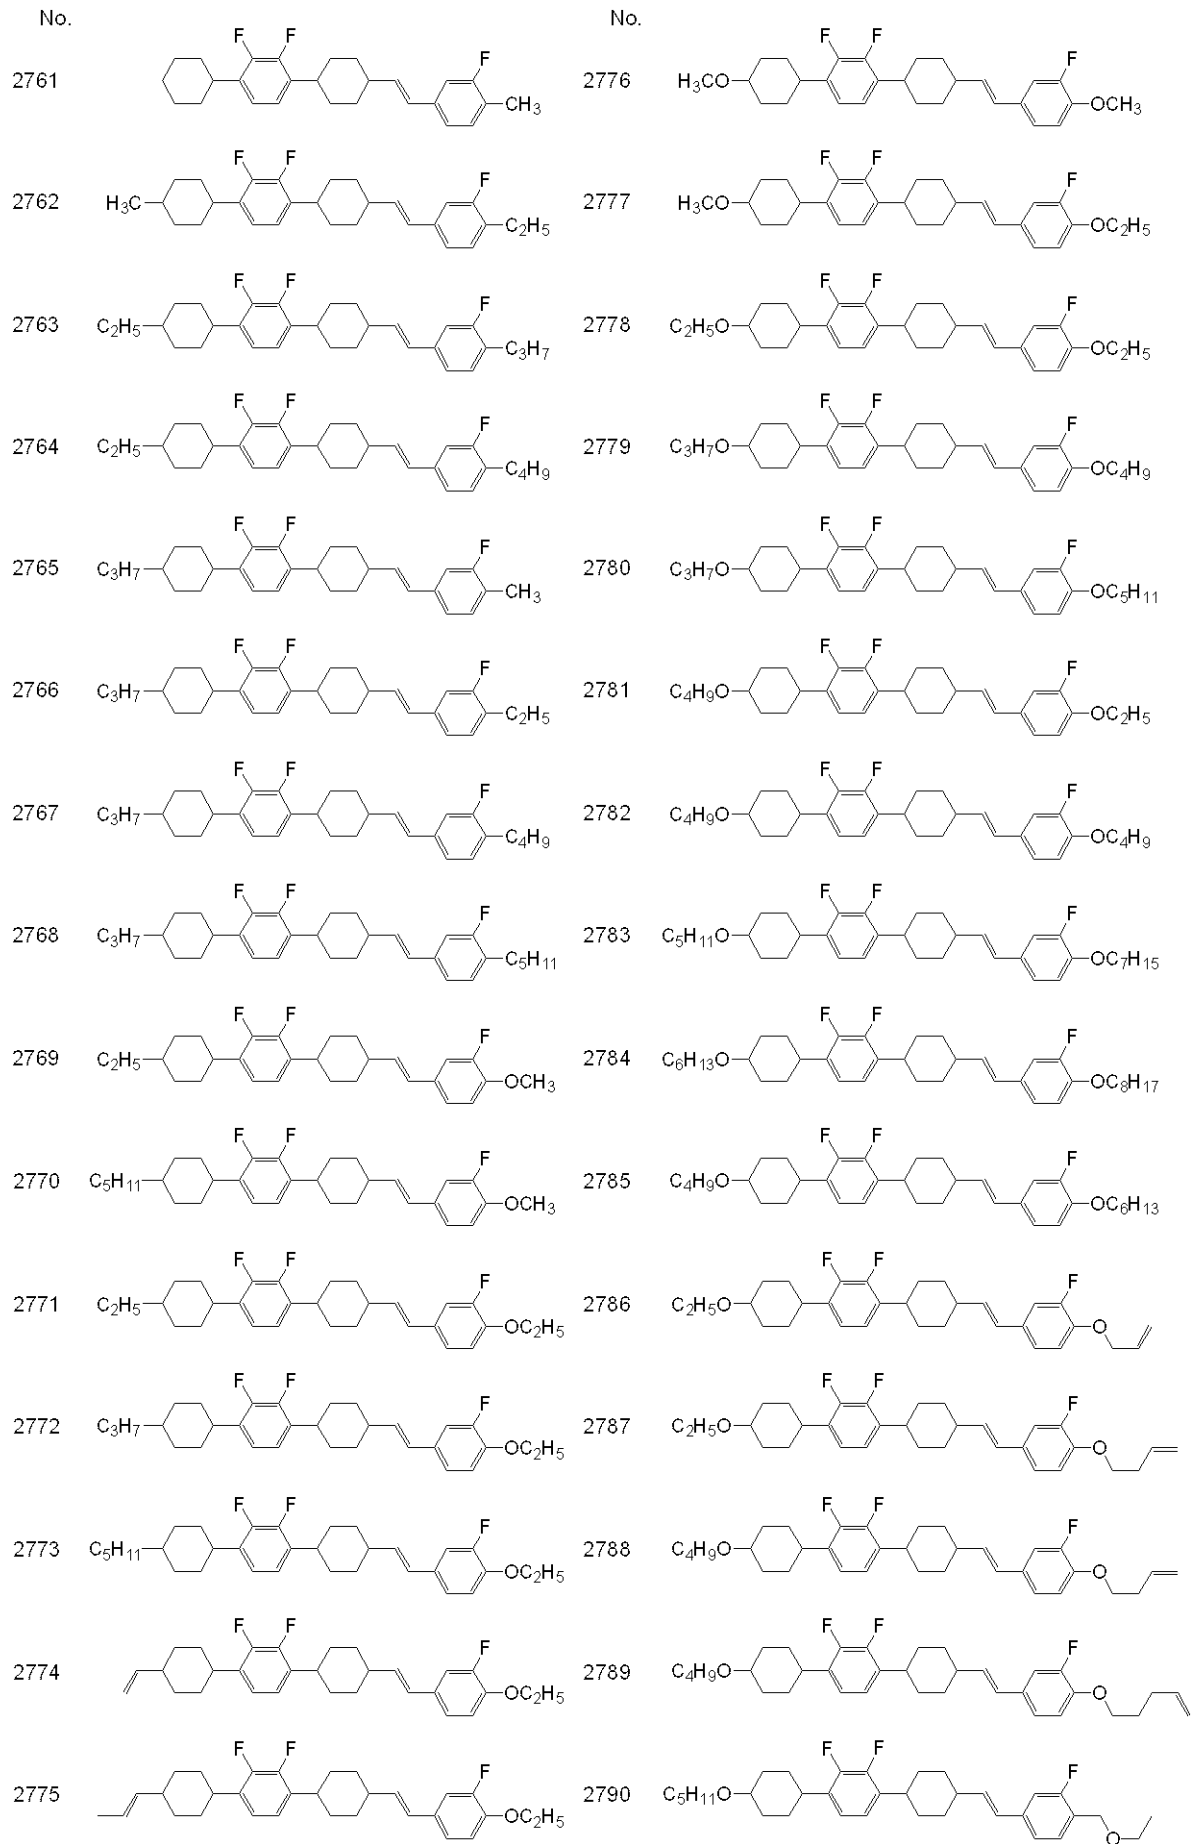 No. No.
F F F F
2761 F 2776 H₃CO F
CH₃ OCH₃
F F F F
2762 H₃C F 2777 H₃CO F
C₂H₅ OC₂H₅
F F F F
2763 C₂H₅ F 2778 C₂H₅O F
C₃H₇ OC₂H₅
F F F F
2764 C₂H₅ F 2779 C₃H₇O F
C₄H₉ OC₄H₉
F F F F
2765 C₃H₇ F 2780 C₃H₇O F
CH₃ OC₅H₁₁
F F F F
2766 C₃H₇ F 2781 C₄H₉O F
C₂H₅ OC₂H₅
F F F F
2767 C₃H₇ F 2782 C₄H₉O F
C₄H₉ OC₄H₉
F F F F
2768 C₃H₇ F 2783 C₅H₁₁O F
C₅H₁₁ OC₇H₁₅
F F F F
2769 C₂H₅ F 2784 C₆H₁₃O F
OCH₃ OC₈H₁₇
F F F F
2770 C₅H₁₁ F 2785 C₄H₉O F
OCH₃ OC₆H₁₃
F F F F
2771 C₂H₅ F 2786 C₂H₅O F
OC₂H₅ O
F F F F
2772 C₃H₇ F 2787 C₂H₅O F
OC₂H₅ O
F F F F
2773 C₅H₁₁ F 2788 C₄H₉O F
OC₂H₅ O
F F F F
2774 F 2789 C₄H₉O F
OC₂H₅ O
F F F F
2775 F 2790 C₅H₁₁O F
OC₂H₅ O